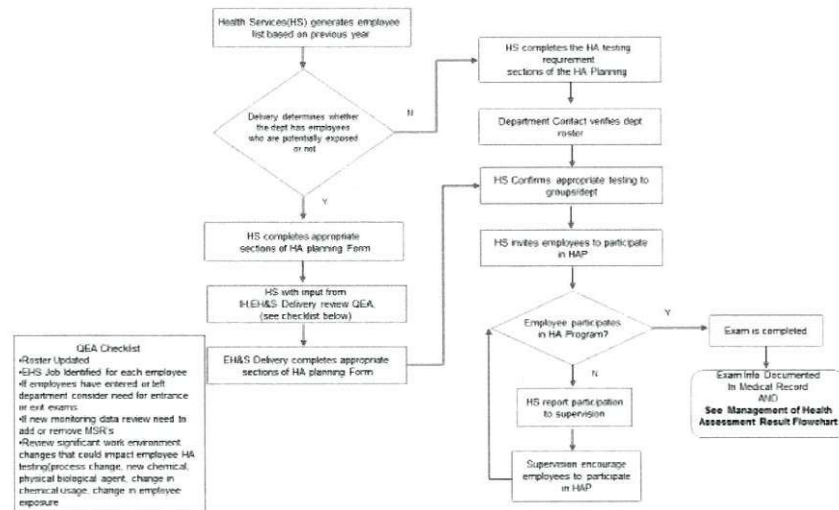 Health Services(HS) generates employee
list based on previous year
Delivery determines whether
the dept has employees
who are potentially exposed
or not
N
Y
HS completes appropriate
sections of HA planning Form
HS with input from
IH,EH&S Delivery review QEA,
(see checklist below)
EH&S Delivery completes appropriate
sections of HA planning Form
QEA Checklist
•Roster Updated
•EHS Job Identified for each employee
•If employees have entered or left
department consider need for entrance
or exit exams
•If new monitoring data review need to
add or remove MSR's
•Review significant work environment
changes that could impact employee HA
testing(process change, new chemical,
physical biological agent, change in
chemical usage, change in employee
exposure
HS completes the HA testing
requirement
sections of the HA Planning
Department Contact verifies dept
roster
HS Confirms appropriate testing to
groups/dept
HS invites employees to participate
in HAP
Employee participates
in HA Program?
Y
N
HS report participation
to supervision
Supervision encourage
employees to participate
in HAP
Exam is completed
Exam Info Documented
In Medical Record
AND
See Management of Health
Assessment Result Flowchart